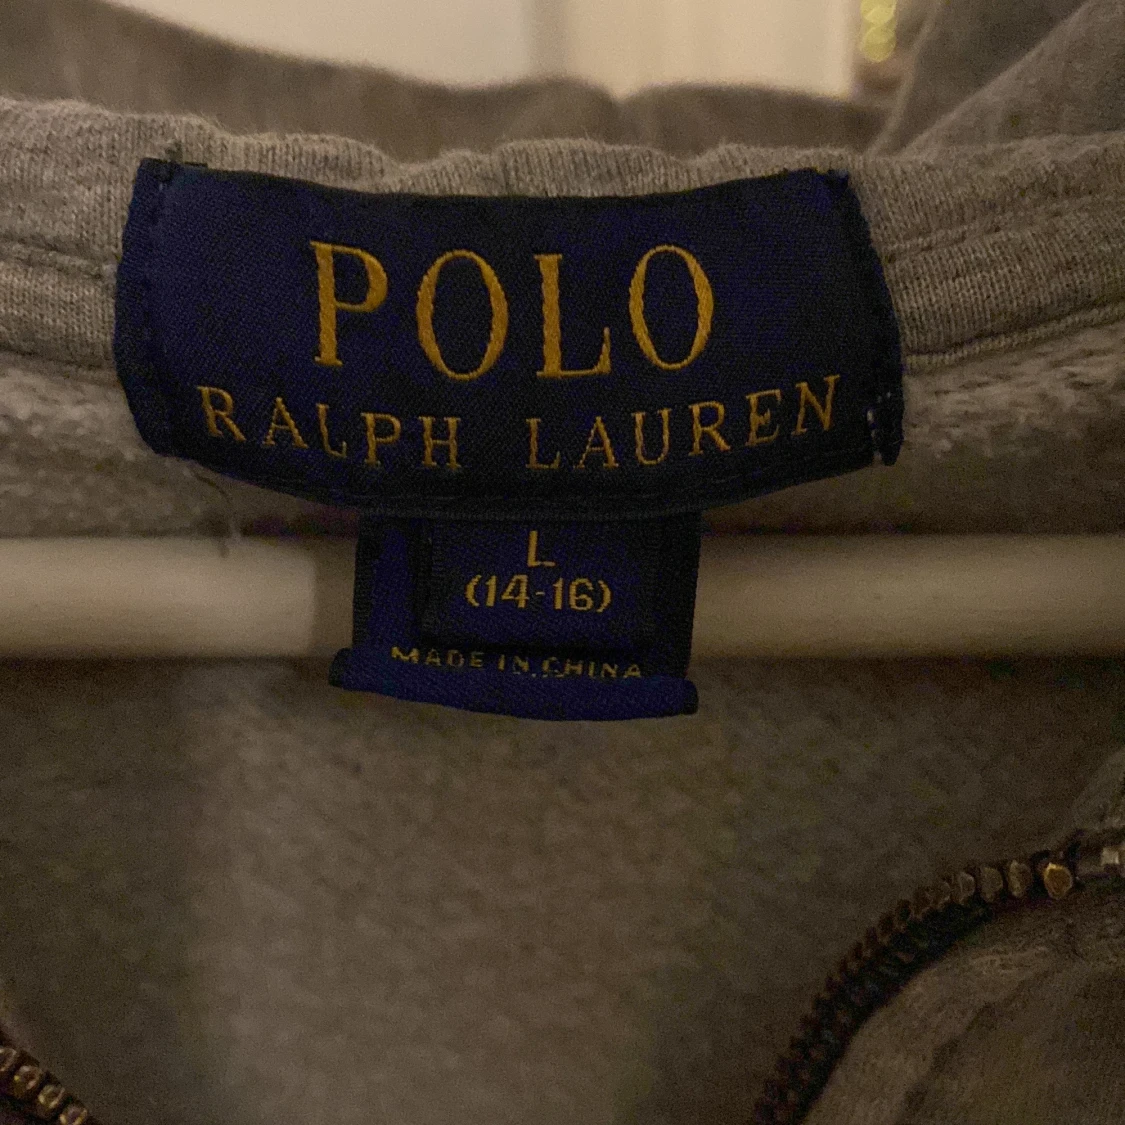 POLO
RALPH LAUREN
L
(14-16)
MADE IN CHINA